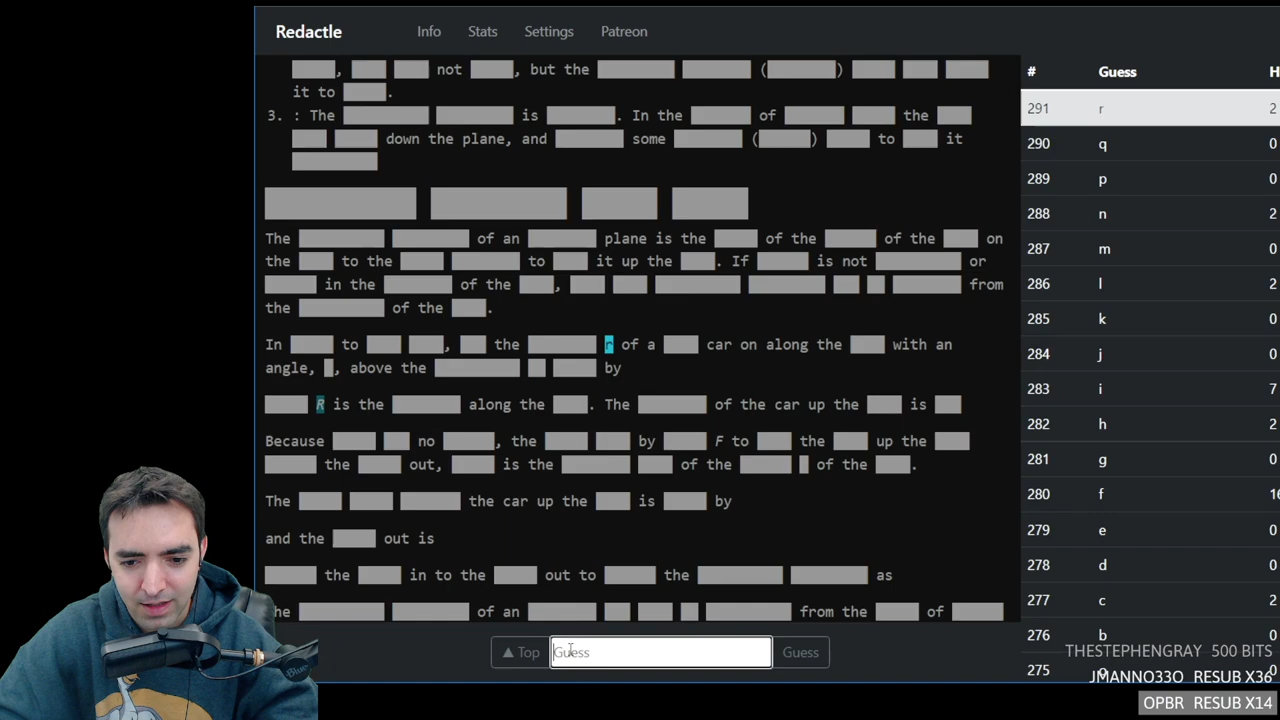 Redactle Info Stats Settings Patreon
, not , but the ( )
it to .
3. : The is . In the of the
down the plane, and some ( ) to it
The of an plane is the of the of the on
the to the to it up the . If is not or
in the of the , from
the of the .
In to , the r of a car on along the with an
angle, , above the by
R is the along the . The of the car up the is
Because no , the by F to the up the
the out, is the of the of the .
The the car up the is by
and the out is
the in to the out to the as
The of an from the of
▲ Top Guess Guess
# Guess H
291 r 2
290 q 0
289 p 0
288 n 2
287 m 0
286 l 2
285 k 0
284 j 0
283 i 7
282 h 2
281 g 0
280 f 16
279 e 0
278 d 0
277 c 2
276 b 0
275
THESTEPHENGRAY 500 BITS
JMANNO33O RESUB X36
OPBR RESUB X14
Blue